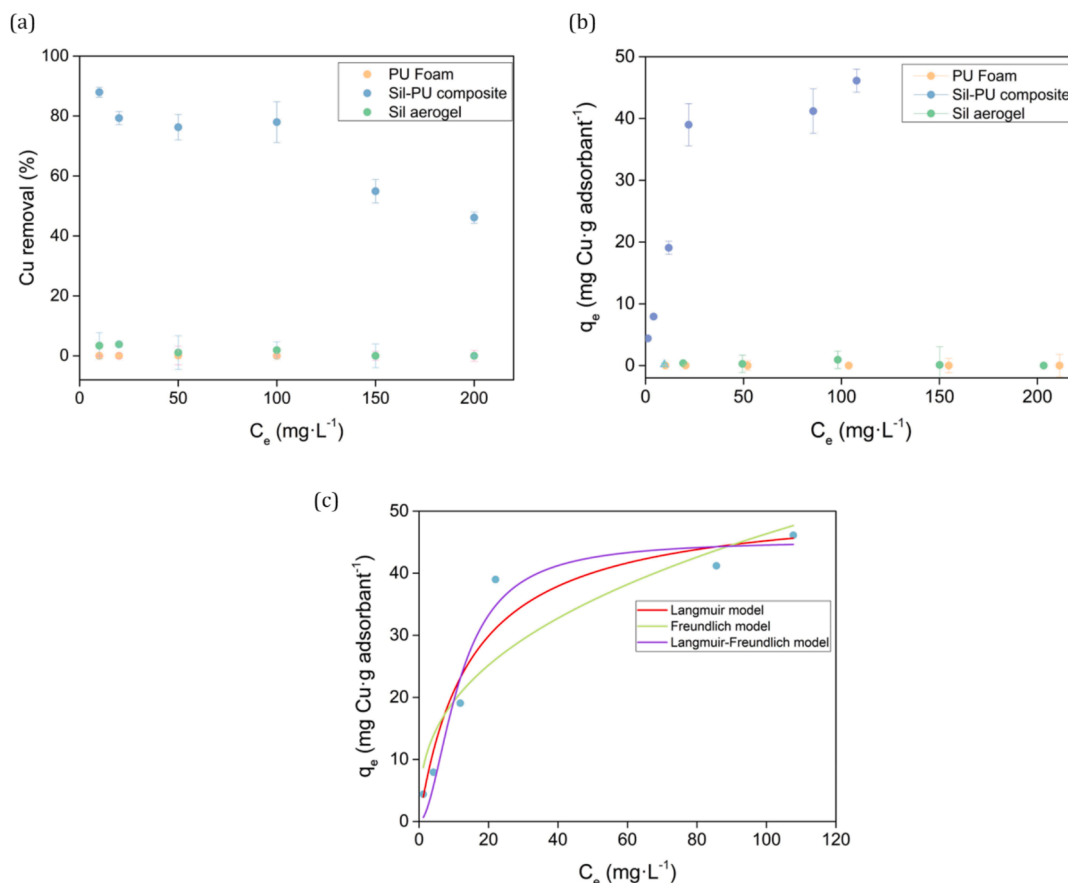 (a)
Cu removal (%)
100
80
60
40
20
0
PU Foam
Sil-PU composite
Sil aerogel
0
50
100
150
200
Cₑ (mg·L⁻¹)
(b)
qₑ (mg Cu·g adsorbant⁻¹)
50
40
30
20
10
0
PU Foam
Sil-PU composite
Sil aerogel
0
50
100
150
200
Cₑ (mg·L⁻¹)
(c)
qₑ (mg Cu·g adsorbant⁻¹)
50
40
30
20
10
0
Langmuir model
Freundlich model
Langmuir-Freundlich model
0
20
40
60
80
100
120
Cₑ (mg·L⁻¹)